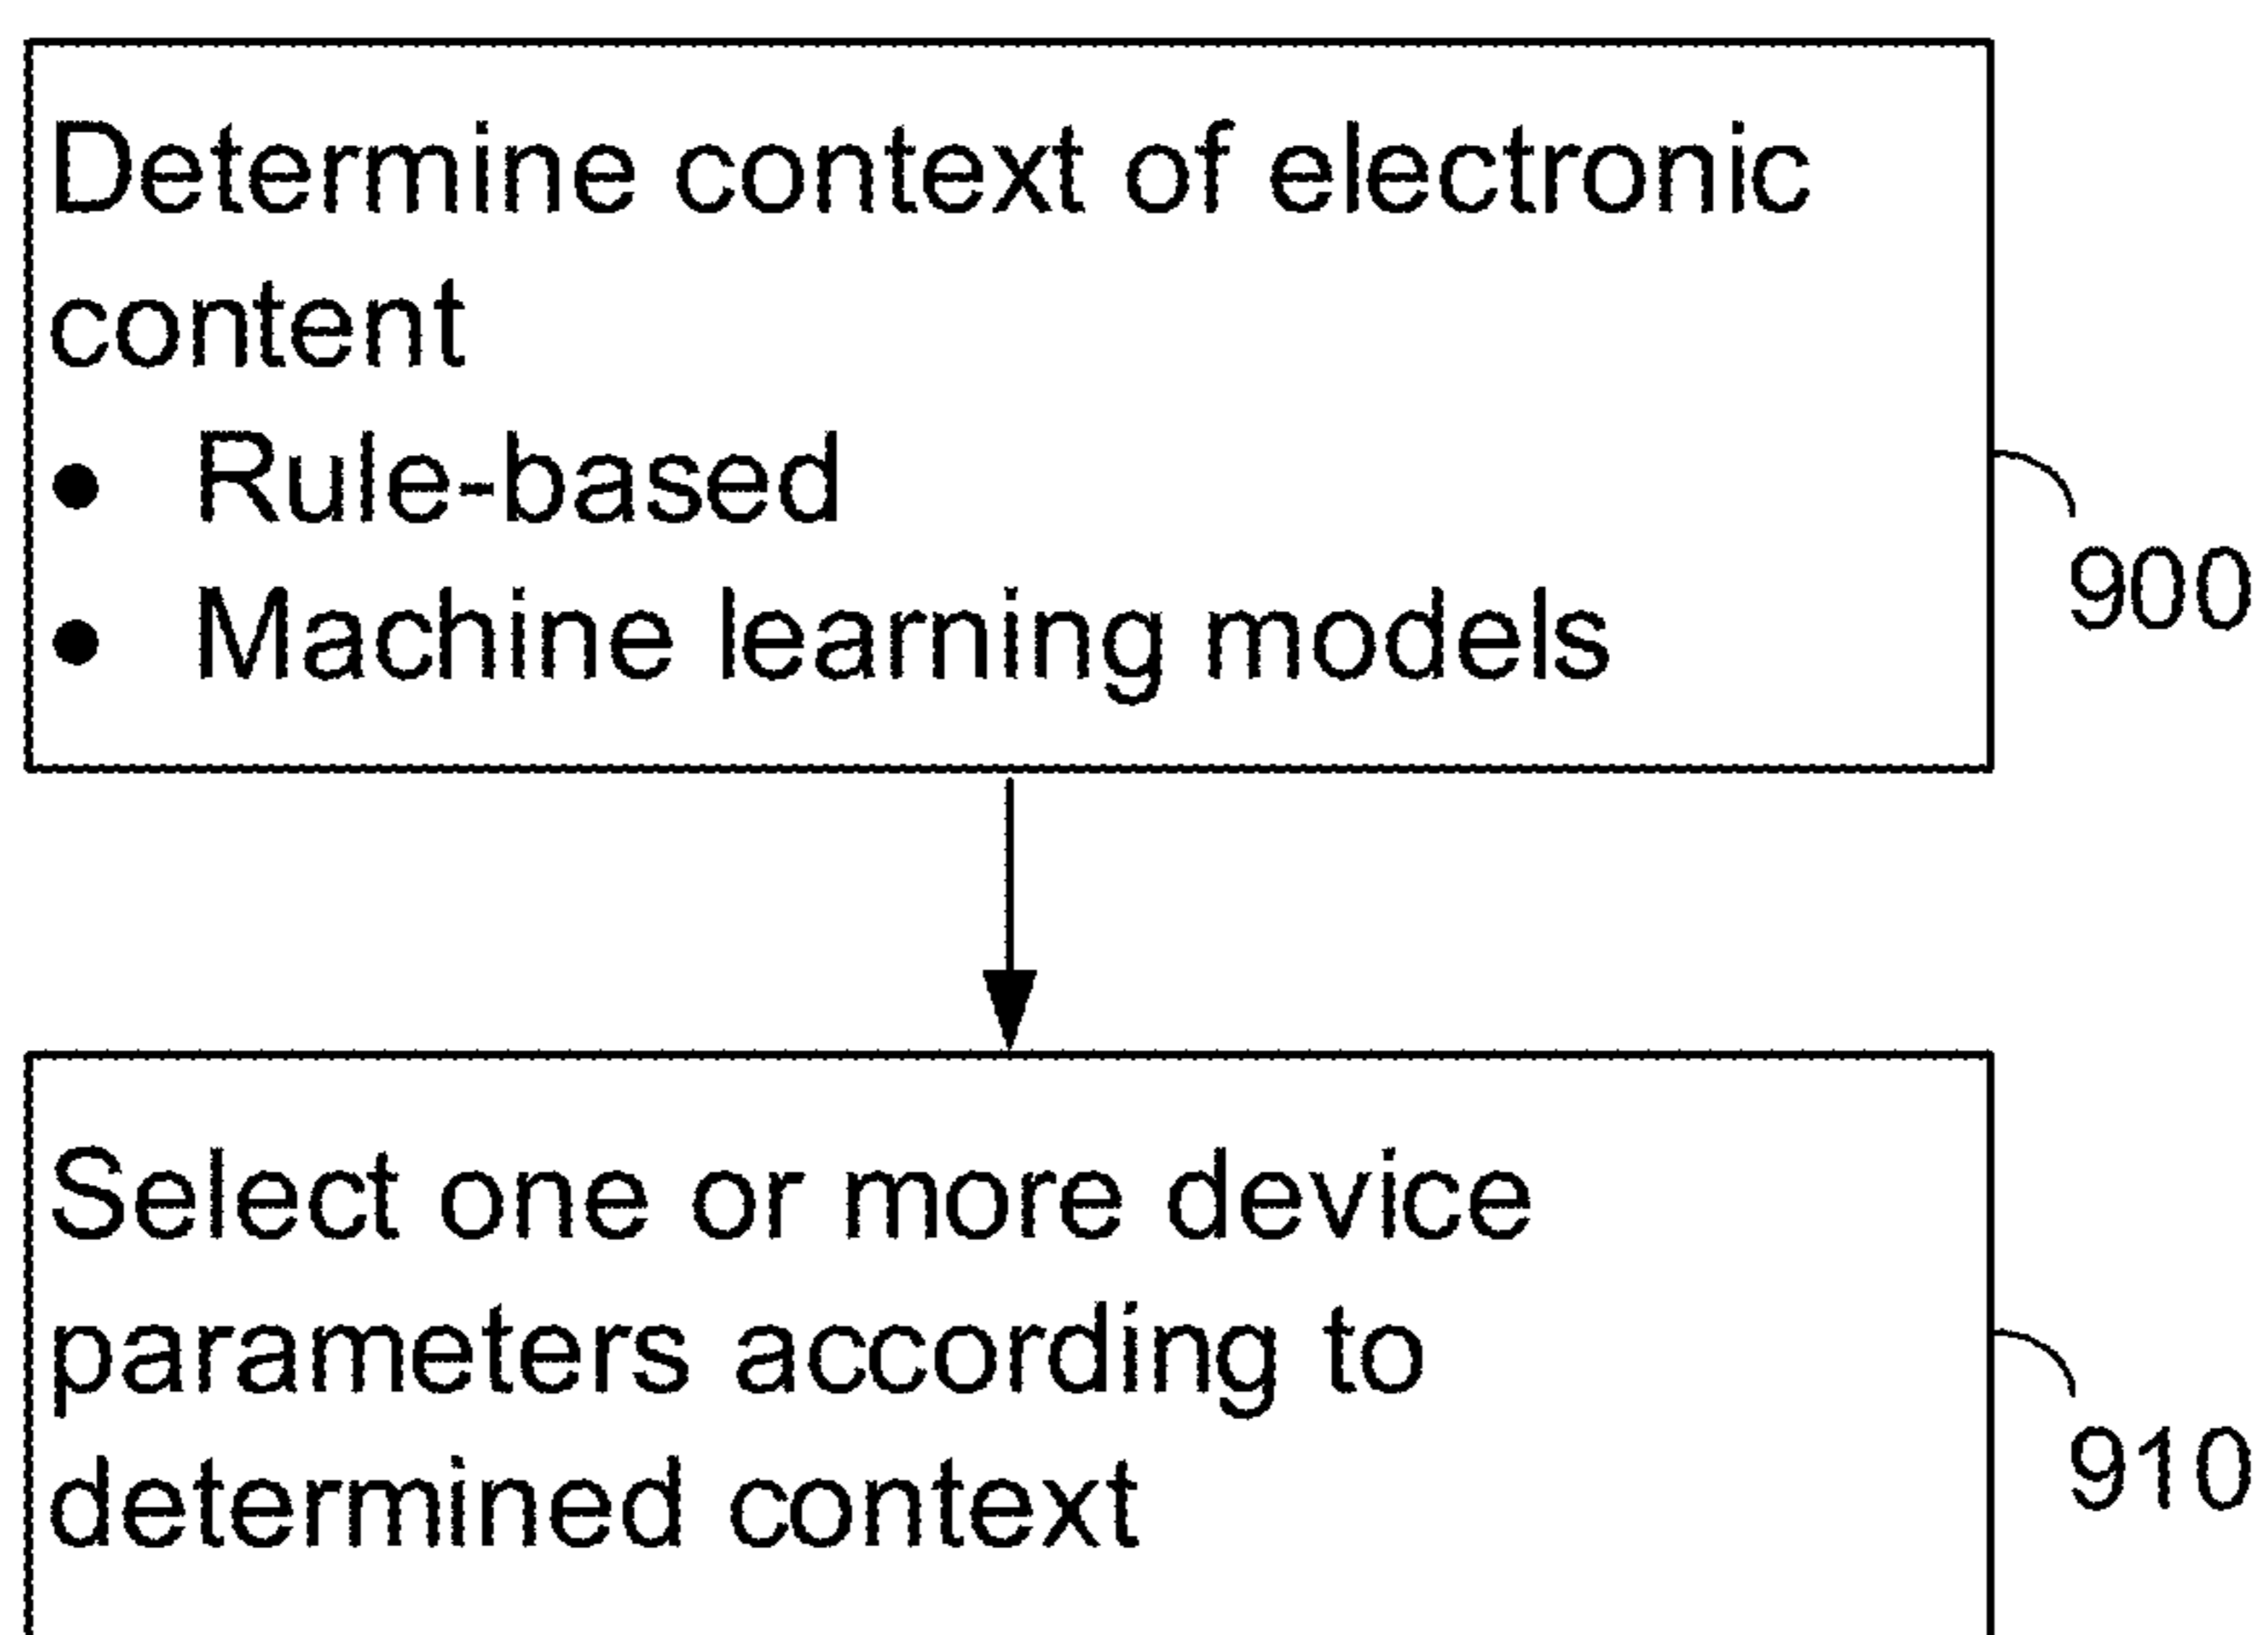 Determine context of electronic
content
• Rule-based
• Machine learning models
900
Select one or more device
parameters according to
determined context
910